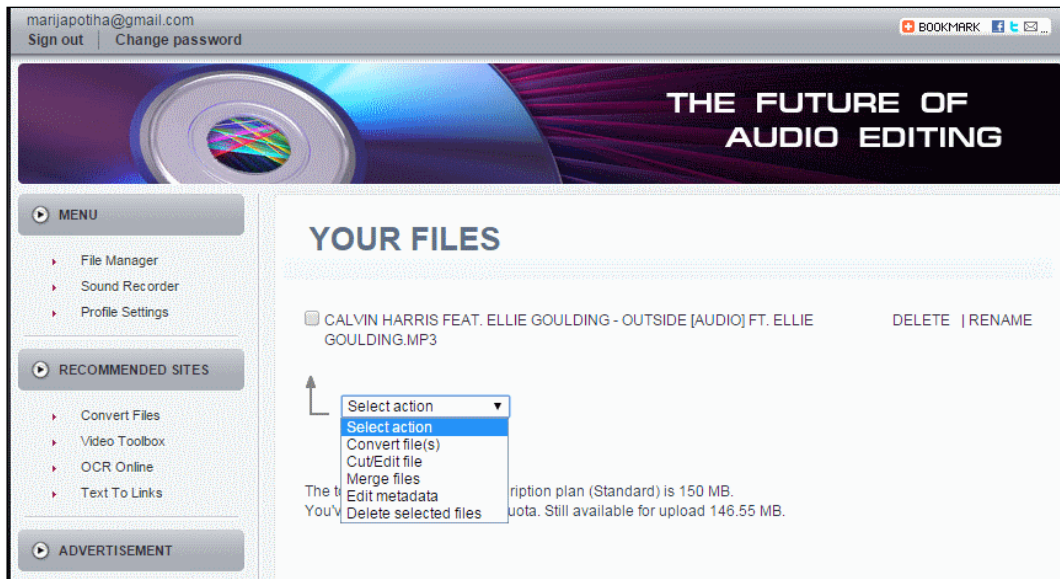 marijapotiha@gmail.com
Sign out | Change password
BOOKMARK
THE FUTURE OF
AUDIO EDITING
MENU
File Manager
Sound Recorder
Profile Settings
RECOMMENDED SITES
Convert Files
Video Toolbox
OCR Online
Text To Links
ADVERTISEMENT
YOUR FILES
CALVIN HARRIS FEAT. ELLIE GOULDING - OUTSIDE [AUDIO] FT. ELLIE
GOULDING.MP3
DELETE | RENAME
Select action
Select action
Convert file(s)
Cut/Edit file
Merge files
Edit metadata
Delete selected files
The ription plan (Standard) is 150 MB.
You'v uota. Still available for upload 146.55 MB.